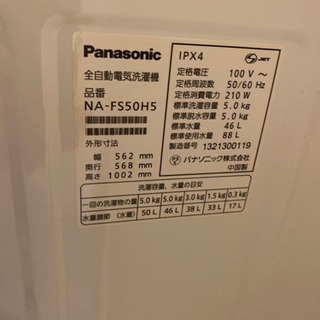 Panasonic
全自動電気洗濯機
品番
NA-FS50H5
外形寸法
幅 562 mm
奥行 568 mm
高さ 1002 mm
IPX4
S JET
定格電圧 100 V ～
定格周波数 50/60 Hz
定格消費電力 210 W
標準洗濯容量 5.0 kg
標準脱水容量 5.0 kg
標準水量 46 L
標準使用水量 88 L
製造番号 1321300119
パナソニック株式会社
中国製
洗濯容量、水量の目安
一回の洗濯物の量 5.0 kg 5.0 kg 3.0 kg 1.5 kg 0.3 kg
水量調節(水量) 50 L 46 L 38 L 33 L 17 L